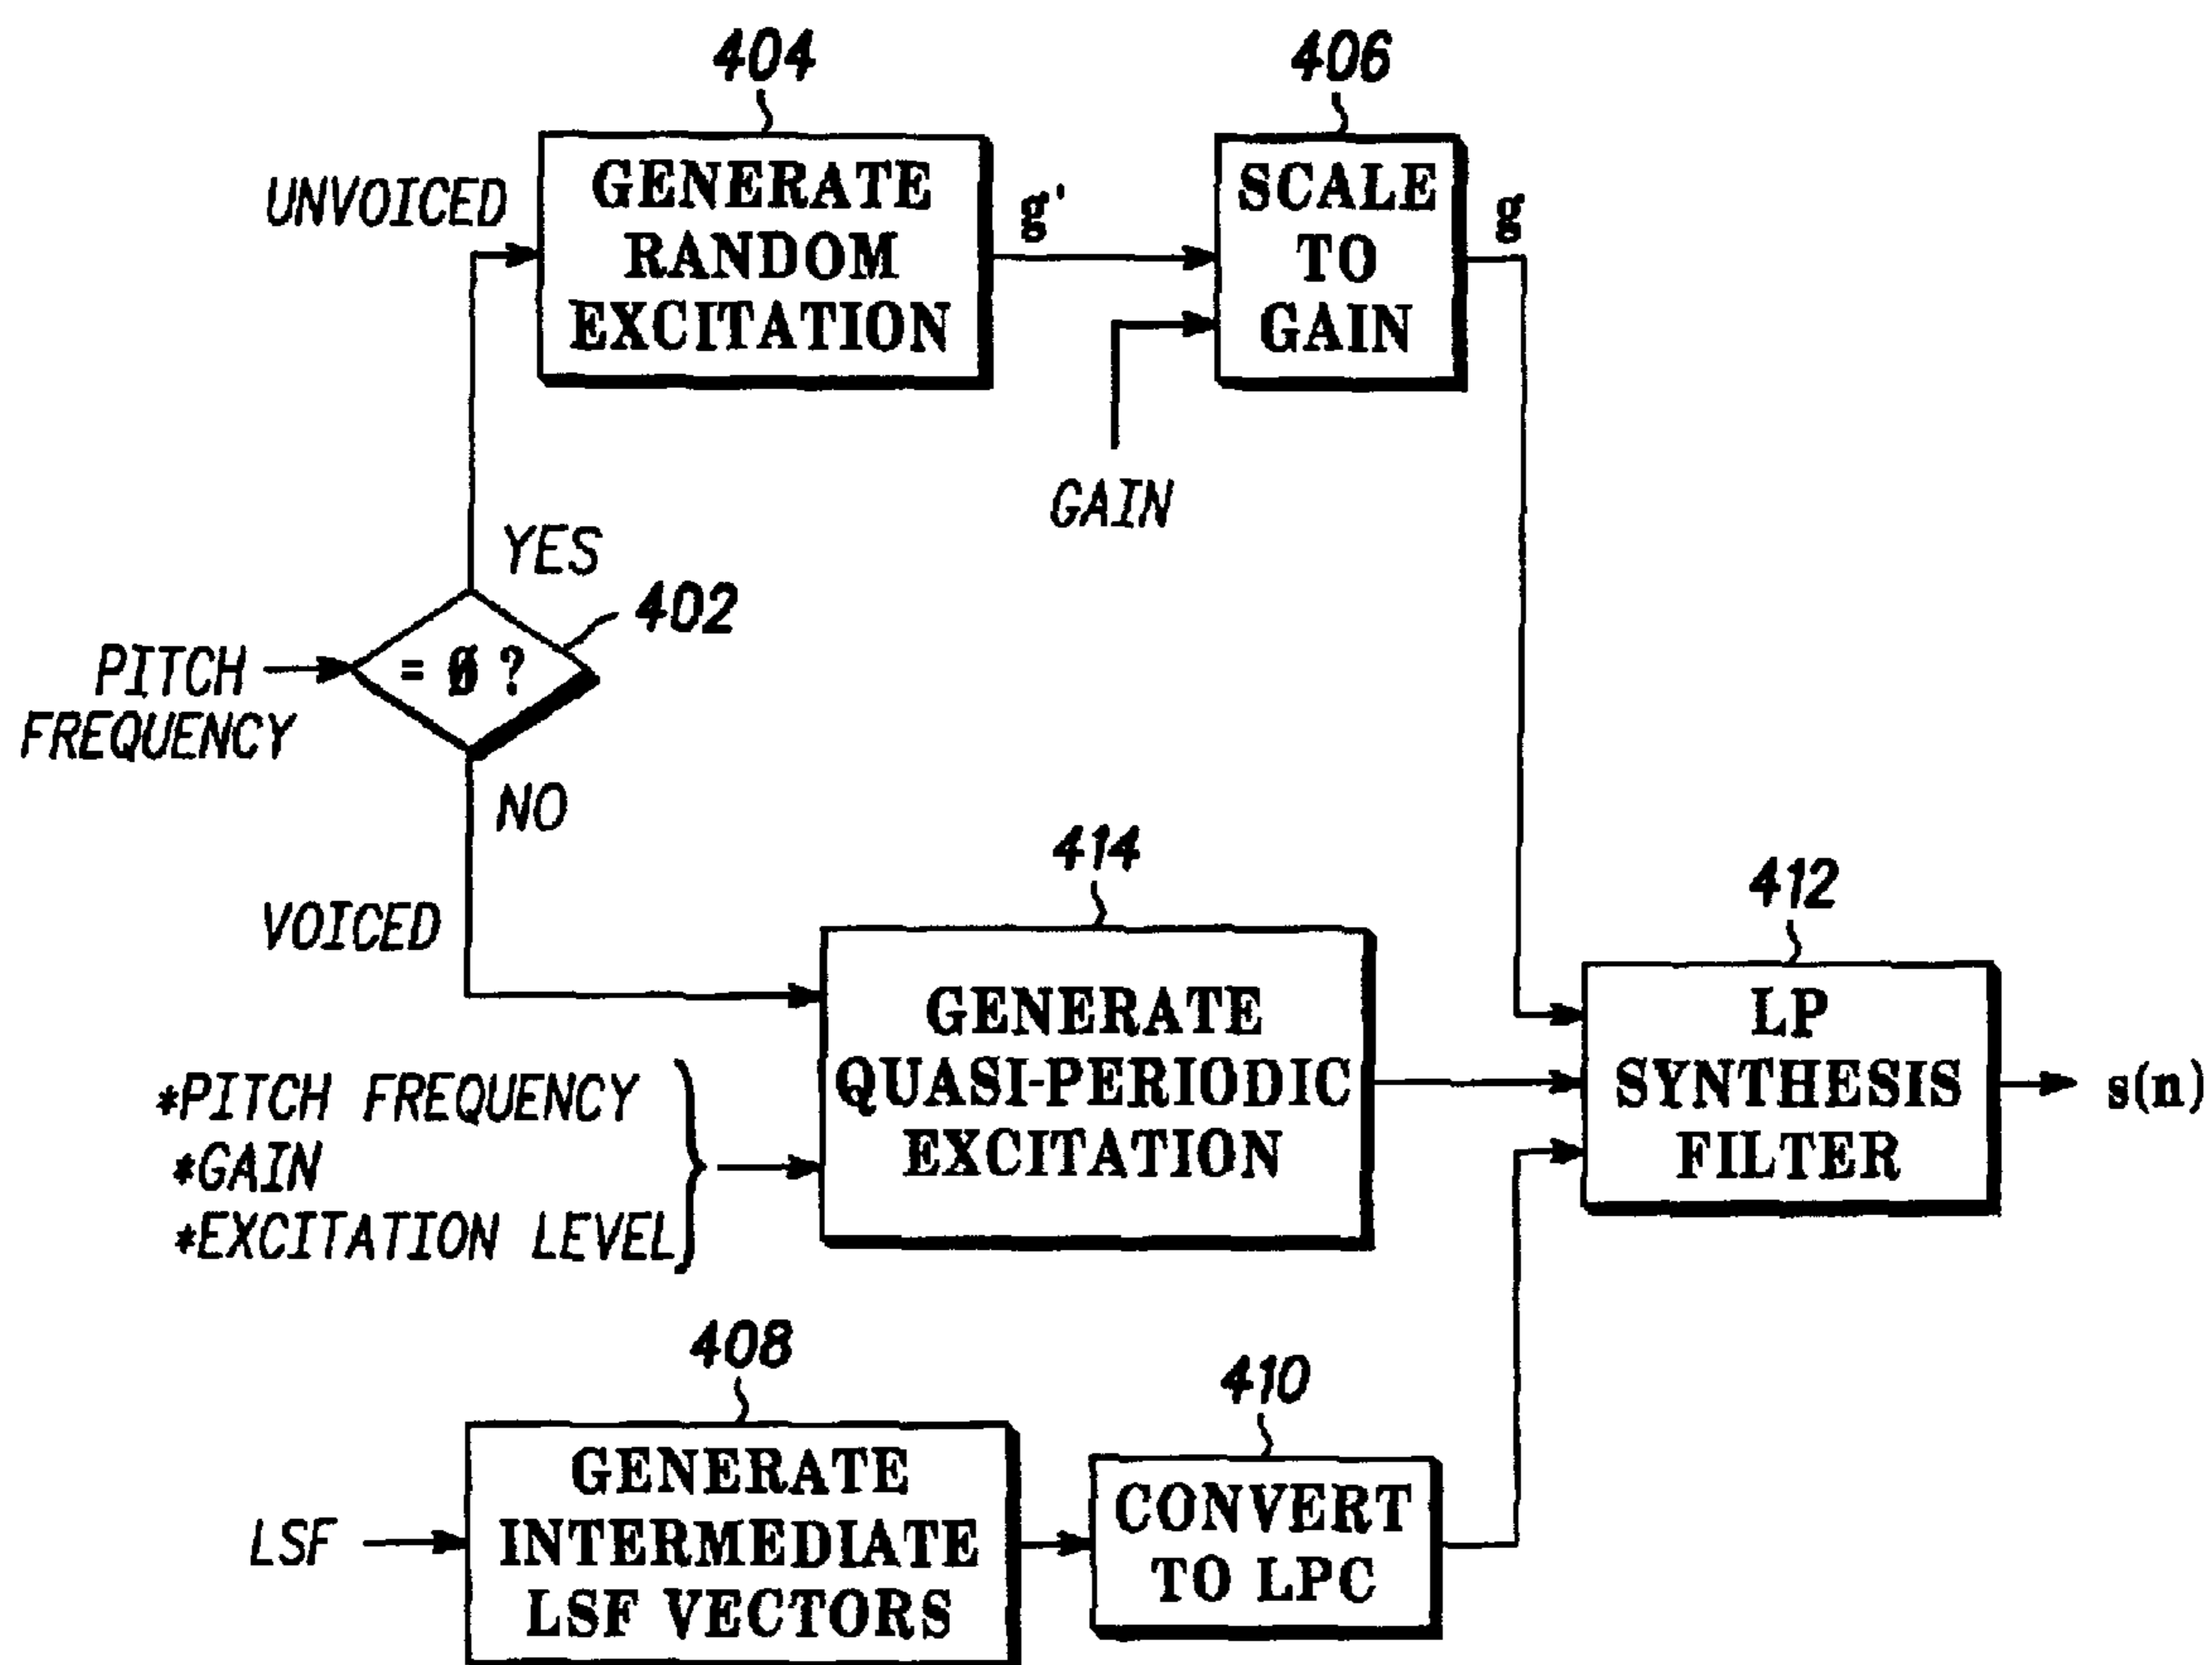 404
406
UNVOICED
GENERATE
RANDOM
EXCITATION
g'
SCALE
TO
GAIN
g
GAIN
YES
402
PITCH
FREQUENCY
= 0 ?
NO
VOICED
414
412
GENERATE
QUASI-PERIODIC
EXCITATION
LP
SYNTHESIS
FILTER
s(n)
*PITCH FREQUENCY
*GAIN
*EXCITATION LEVEL
408
410
LSF
GENERATE
INTERMEDIATE
LSF VECTORS
CONVERT
TO LPC